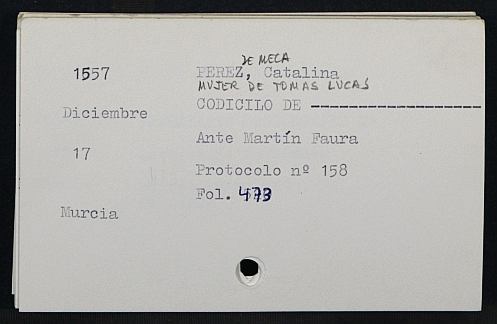 1557
DE MECA
PEREZ, Catalina
MUJER DE TOMAS LUCAS
Diciembre
CODICILO DE -------------------
17
Ante Martín Faura
Protocolo nº 158
Fol. 473
Murcia